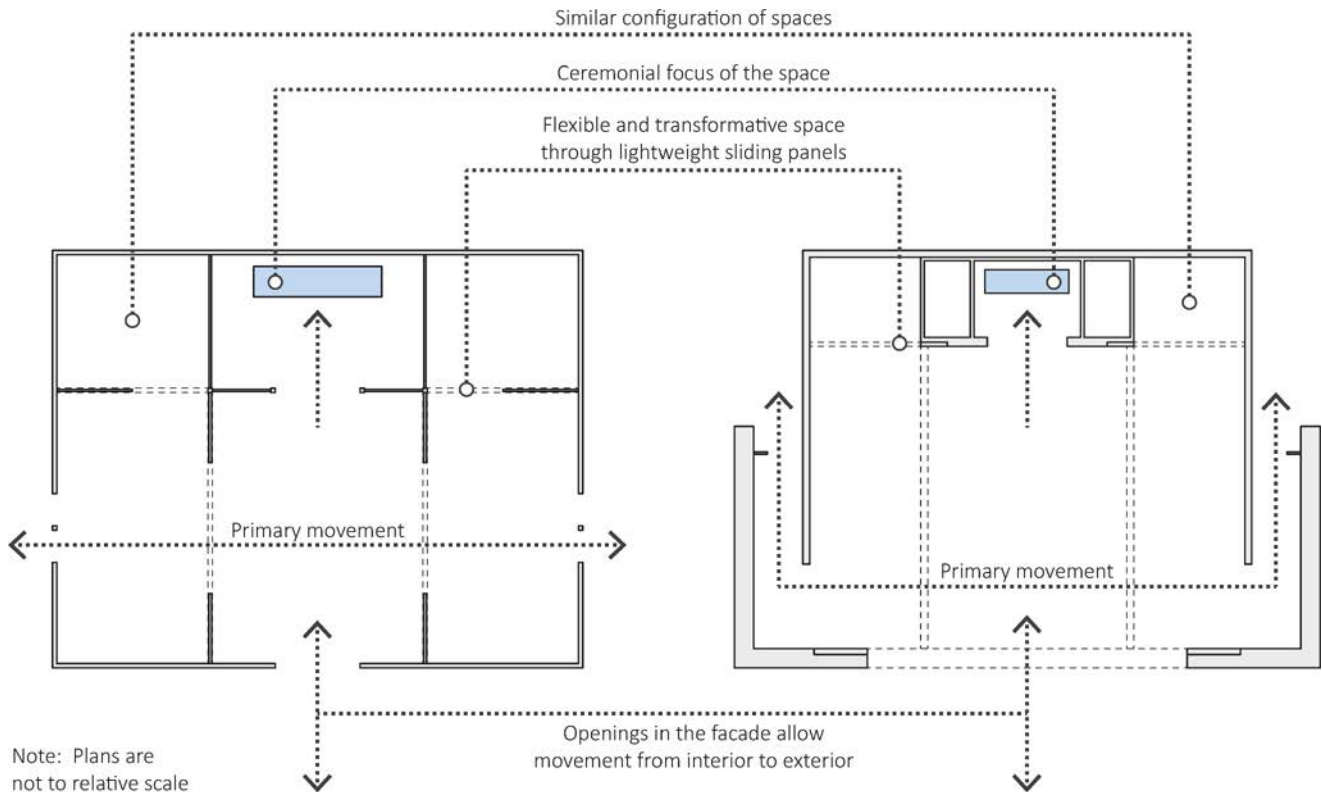 Similar configuration of spaces
Ceremonial focus of the space
Flexible and transformative space
through lightweight sliding panels
Primary movement
Primary movement
Openings in the facade allow
movement from interior to exterior
Note: Plans are
not to relative scale